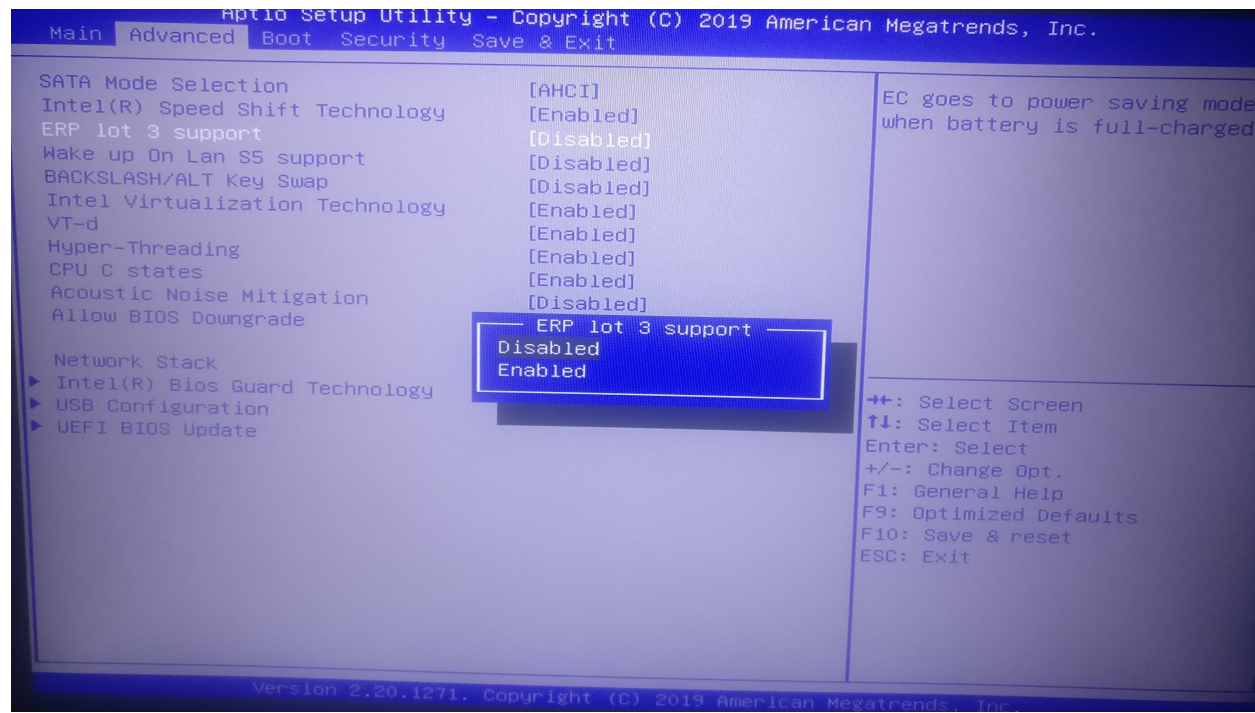 Aptio Setup Utility – Copyright (C) 2019 American Megatrends, Inc.
Main Advanced Boot Security Save & Exit
SATA Mode Selection [AHCI]
Intel(R) Speed Shift Technology [Enabled]
ERP lot 3 support [Disabled]
Wake up On Lan S5 support [Disabled]
BACKSLASH/ALT Key Swap [Disabled]
Intel Virtualization Technology [Enabled]
VT-d [Enabled]
Hyper-Threading [Enabled]
CPU C states [Enabled]
Acoustic Noise Mitigation [Disabled]
Allow BIOS Downgrade
Network Stack
▶ Intel(R) Bios Guard Technology
▶ USB Configuration
▶ UEFI BIOS Update
ERP lot 3 support
Disabled
Enabled
EC goes to power saving mode
when battery is full-charged
→←: Select Screen
↑↓: Select Item
Enter: Select
+/-: Change Opt.
F1: General Help
F9: Optimized Defaults
F10: Save & reset
ESC: Exit
Version 2.20.1271. Copyright (C) 2019 American Megatrends, Inc.